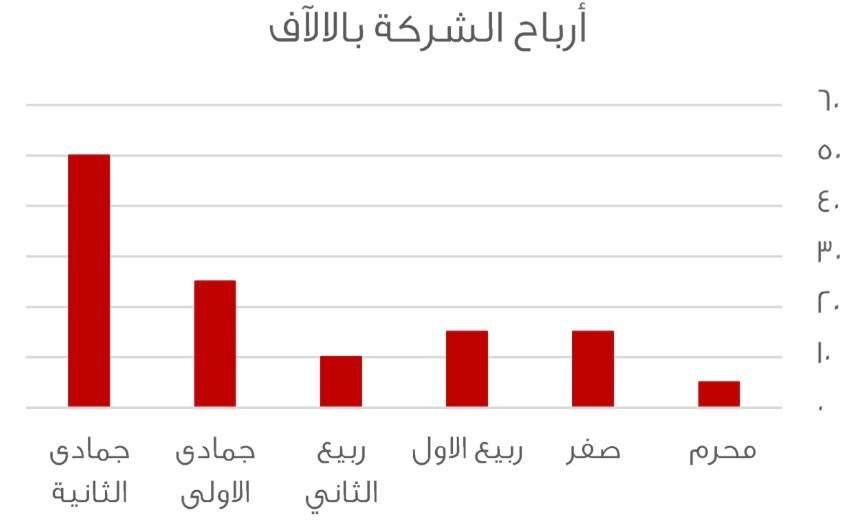 أرباح الشركة بالالآف
٦٠
٥٠
٤٠
٣٠
٢٠
١٠
٠
محرم
صفر
ربيع الاول
ربيع
الثاني
جمادى
الاولى
جمادى
الثانية